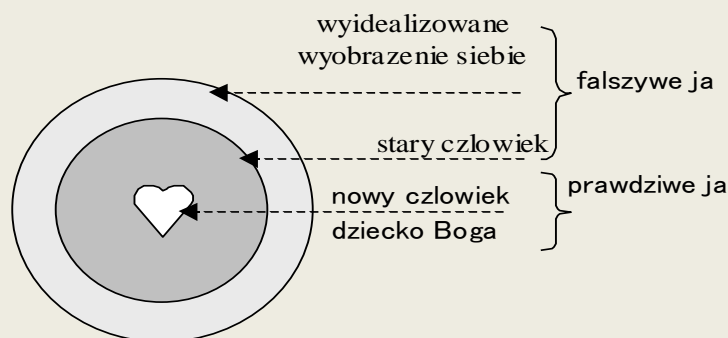 wyidealizowane
wyobrazenie siebie
falszywe ja
stary czlowiek
nowy czlowiek
dziecko Boga
prawdziwe ja